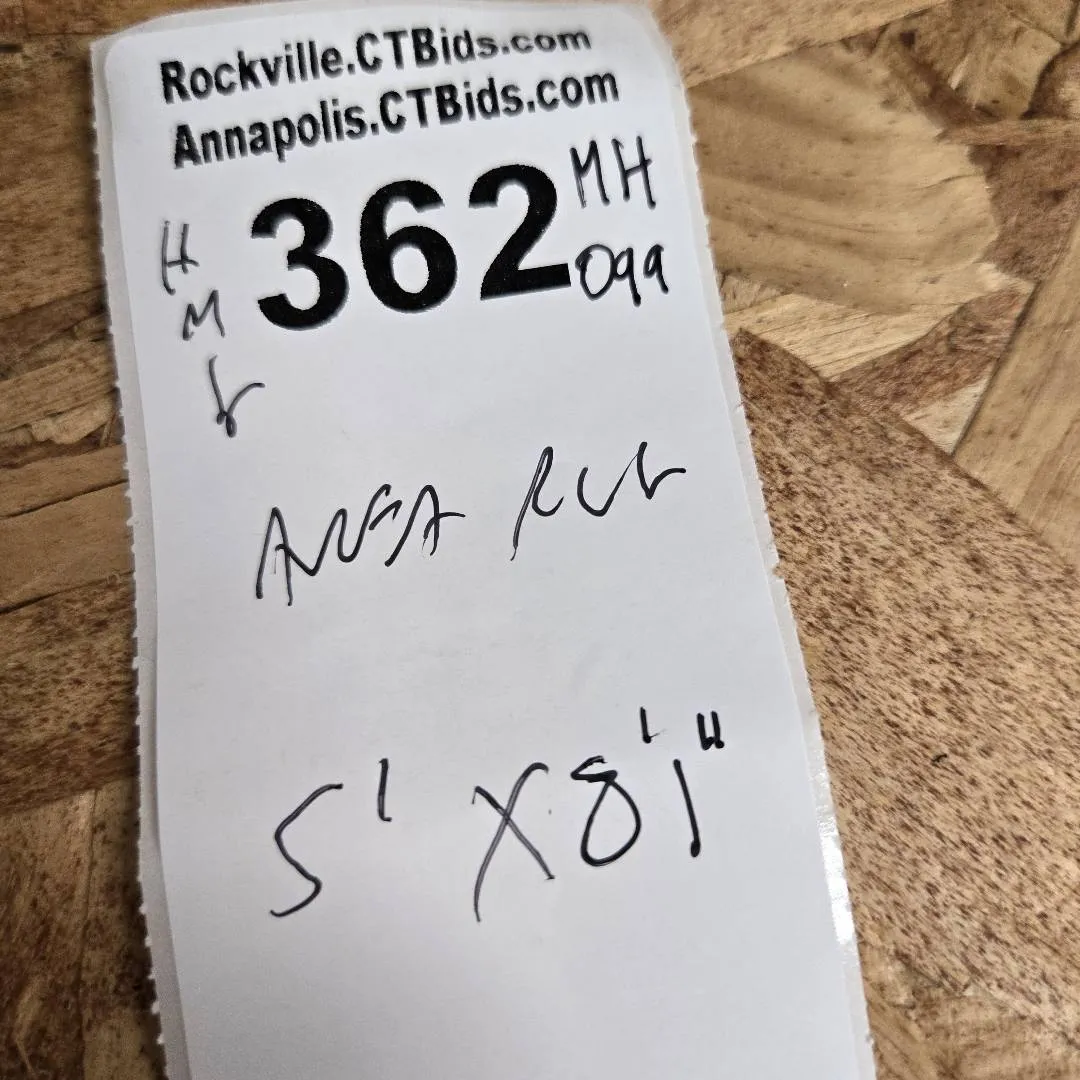 Rockville.CTBids.com
Annapolis.CTBids.com
362
MH
099
H
M
AREA RUG
5' X 8'1"